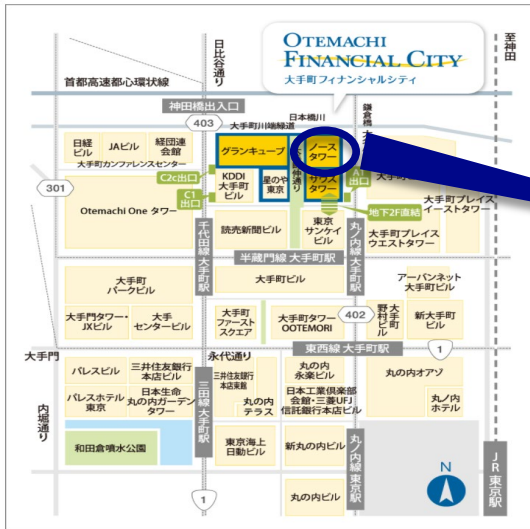 OTEMACHI
FINANCIAL CITY
大手町フィナンシャルシティ
日比谷通り
至神田
首都高速都心環状線
神田橋出入口
日本橋川
鎌倉橋
403
大手町川端緑道
日経
ビル
JAビル
経団連
会館
大手町カンファレンスセンター
グランキューブ
ノース
タワー
サウス
タワー
C2c出口
C1
出口
KDDI
大手町
ビル
星のや
東京
仲通り
A1
出口
301
Otemachi One タワー
地下2F直結
大手町プレイス
イーストタワー
読売新聞ビル
東京
サンケイ
ビル
大手町プレイス
ウエストタワー
千代田線 大手町駅
丸ノ内線 大手町駅
半蔵門線 大手町駅
大手町
パークビル
大手町ビル
アーバンネット
大手町ビル
大手門タワー・
JXビル
大手
センタービル
大手町
ファースト
スクエア
大手町タワー
OOTEMORI
402
大手町
野村ビル
新大手町
ビル
東西線 大手町駅
1
大手門
永代通り
パレスビル
三井住友銀行
本店ビル
三井住友銀行
本店東館
丸の内
永楽ビル
丸の内オアゾ
パレスホテル
東京
日本生命
丸の内ガーデン
タワー
三田線 大手町駅
丸の内
テラス
日本工業倶楽部
会館・三菱UFJ
信託銀行本店ビル
丸ノ内
ホテル
内堀通り
和田倉噴水公園
東京海上
日動ビル
新丸の内ビル
丸ノ内線 東京駅
N
JR 東京駅
1
丸の内ビル